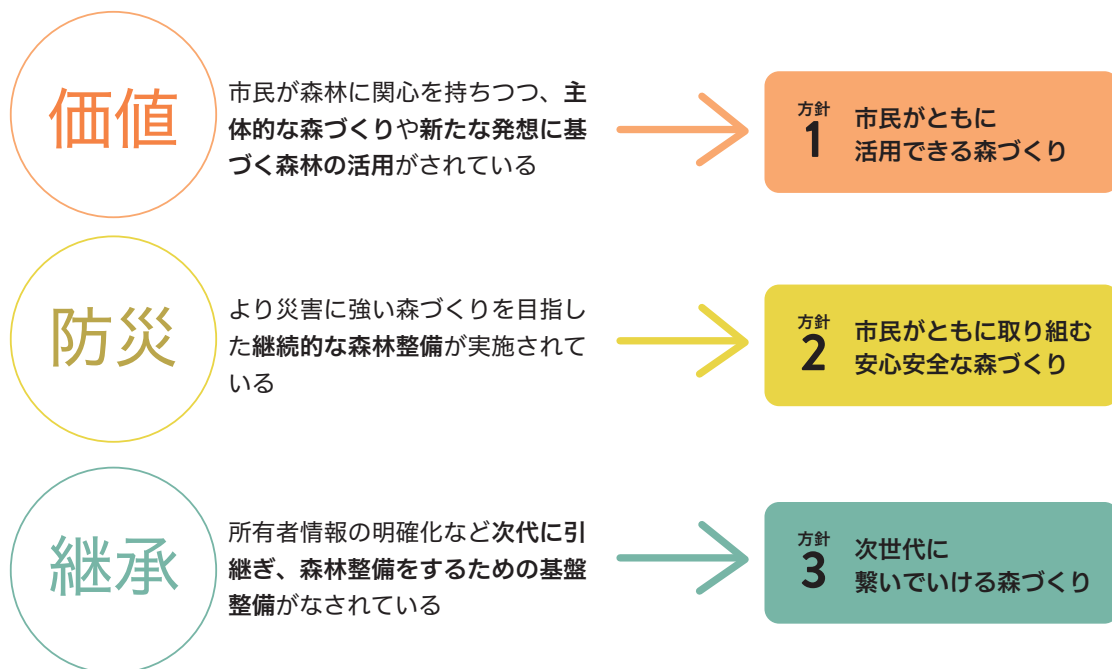 価値
市民が森林に関心を持ちつつ、主
体的な森づくりや新たな発想に基
づく森林の活用がされている
方針
1
市民がともに
活用できる森づくり
防災
より災害に強い森づくりを目指し
た継続的な森林整備が実施されて
いる
方針
2
市民がともに取り組む
安心安全な森づくり
継承
所有者情報の明確化など次代に引
継ぎ、森林整備をするための基盤
整備がなされている
方針
3
次世代に
繋いでいける森づくり